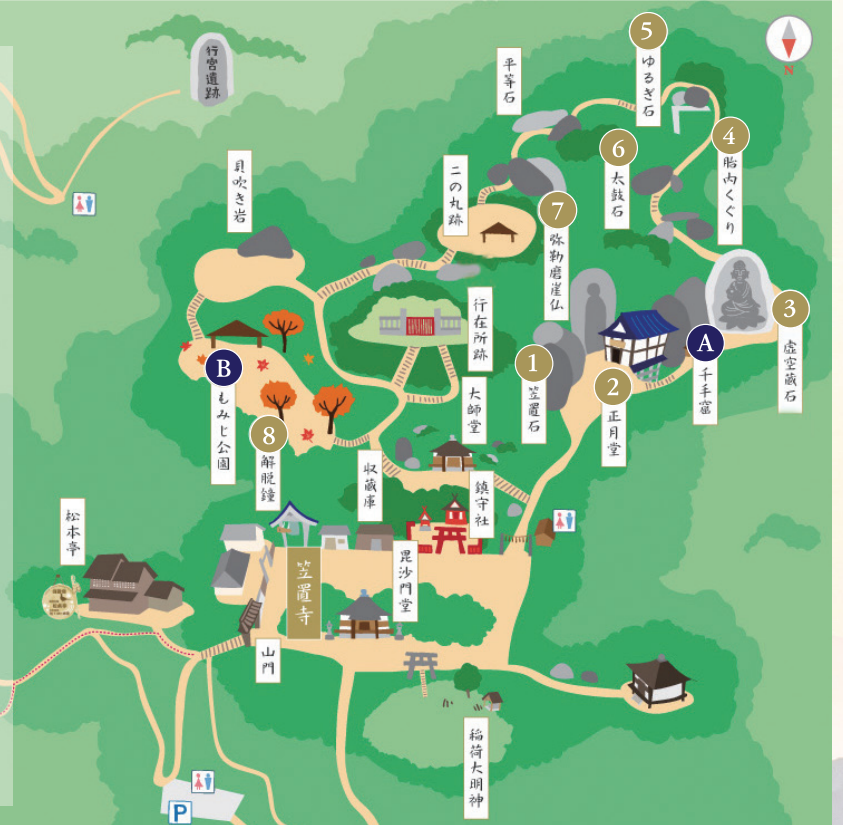 行宮遺跡
N
5
ゆるぎ石
平等石
4
胎内くぐり
6
太鼓石
貝吹き岩
二の丸跡
7
弥勒磨崖仏
行在所跡
3
虚空蔵石
A
千手窟
1
笠置石
2
正月堂
B
もみじ公園
大師堂
8
解脱鐘
収蔵庫
鎮守社
松本亭
笠置寺
毘沙門堂
山門
稲荷大明神
P